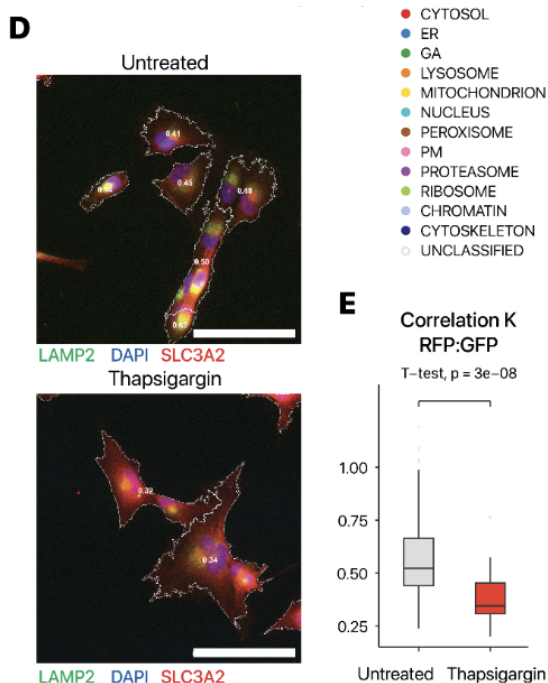 D
Untreated
0.41
0.45
0.48
0.50
0.63
LAMP2 DAPI SLC3A2
Thapsigargin
0.32
0.34
LAMP2 DAPI SLC3A2
CYTOSOL
ER
GA
LYSOSOME
MITOCHONDRION
NUCLEUS
PEROXISOME
PM
PROTEASOME
RIBOSOME
CHROMATIN
CYTOSKELETON
UNCLASSIFIED
E
Correlation K
RFP:GFP
T-test, p = 3e-08
1.00
0.75
0.50
0.25
Untreated Thapsigargin